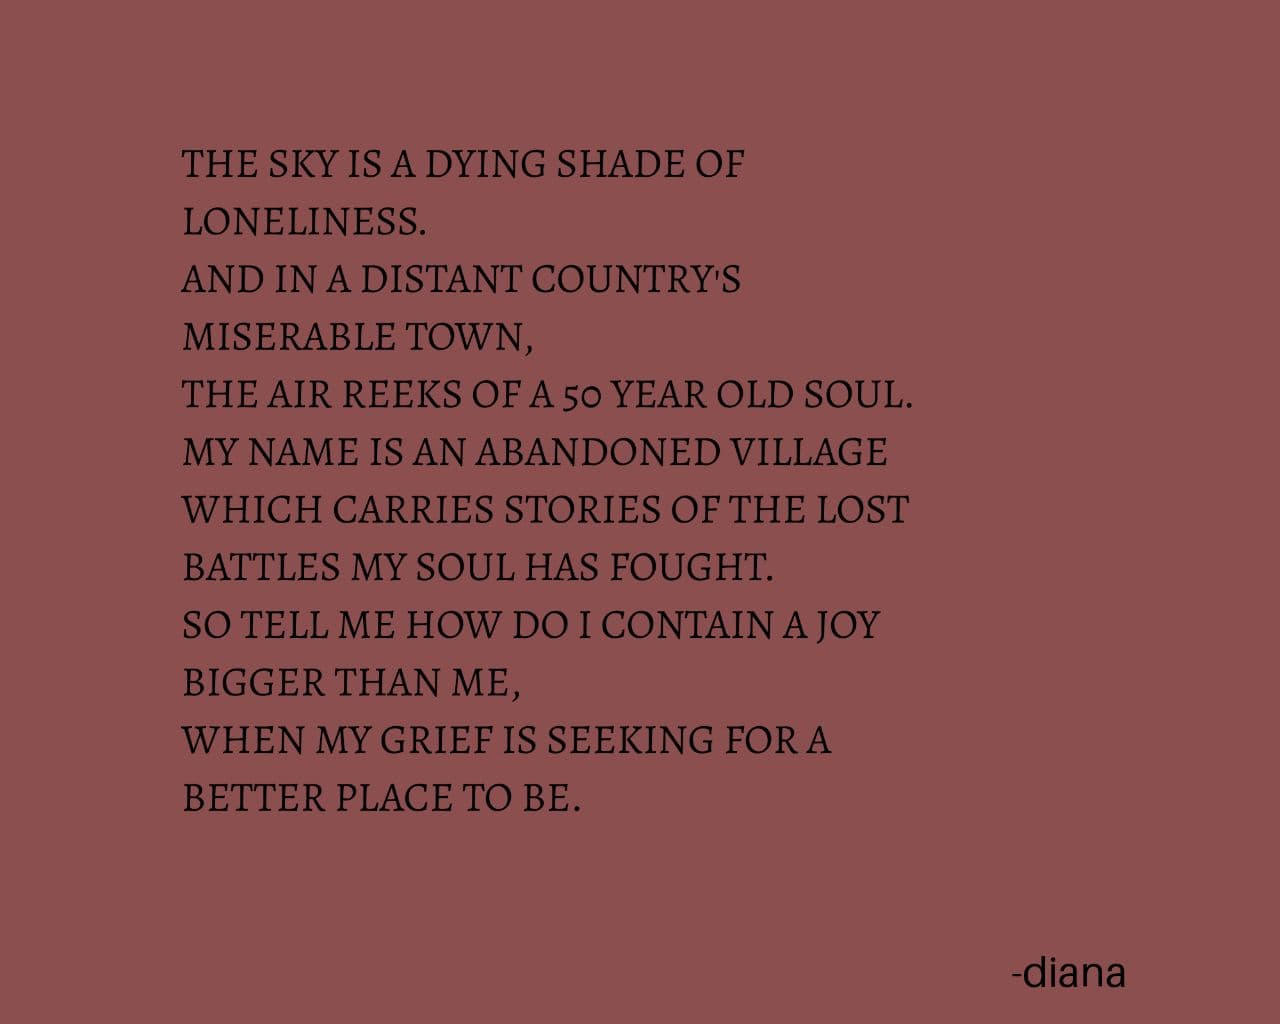 THE SKY IS A DYING SHADE OF
LONELINESS.
AND IN A DISTANT COUNTRY'S
MISERABLE TOWN,
THE AIR REEKS OF A 50 YEAR OLD SOUL.
MY NAME IS AN ABANDONED VILLAGE
WHICH CARRIES STORIES OF THE LOST
BATTLES MY SOUL HAS FOUGHT.
SO TELL ME HOW DO I CONTAIN A JOY
BIGGER THAN ME,
WHEN MY GRIEF IS SEEKING FOR A
BETTER PLACE TO BE.
-diana